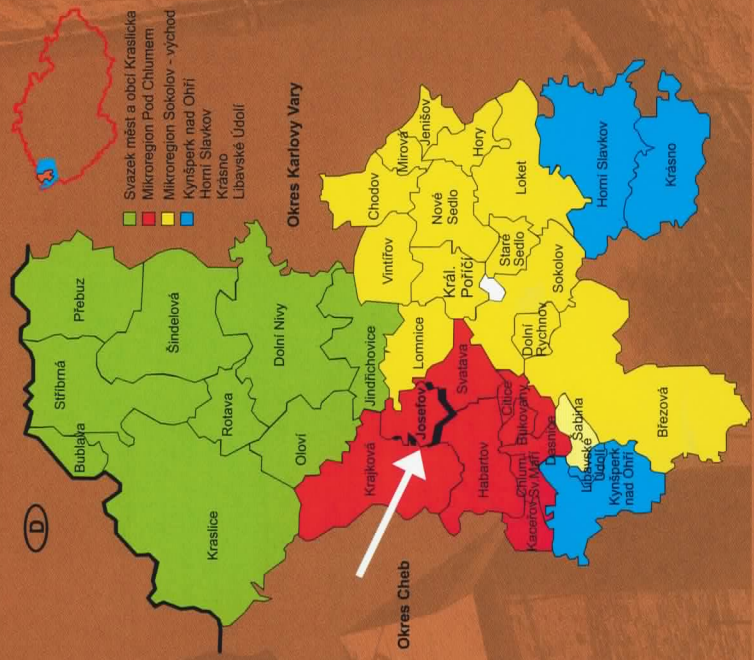 Svazek měst a obcí Kraslicka
Mikroregion Pod Chlumem
Mikroregion Sokolov - východ
Kynšperk nad Ohří
Horní Slavkov
Krásno
Libavské Údolí
Okres Karlovy Vary
D
Přebuz
Stříbrná
Bublava
Šindelová
Kraslice
Rotava
Dolní Nivy
Oloví
Jindřichovice
Krajková
Josefov
Lomnice
Svatava
Habartov
Citice
Bukovany
Chlum
Sv.Maří
Kaceřov
Dasnice
Šabina
Libavské
Údolí
Kynšperk
nad Ohří
Chodov
Mírová
Jenišov
Vintířov
Nové
Sedlo
Hory
Král.
Poříčí
Staré
Sedlo
Loket
Sokolov
Dolní
Rychnov
Březová
Horní Slavkov
Krásno
Okres Cheb